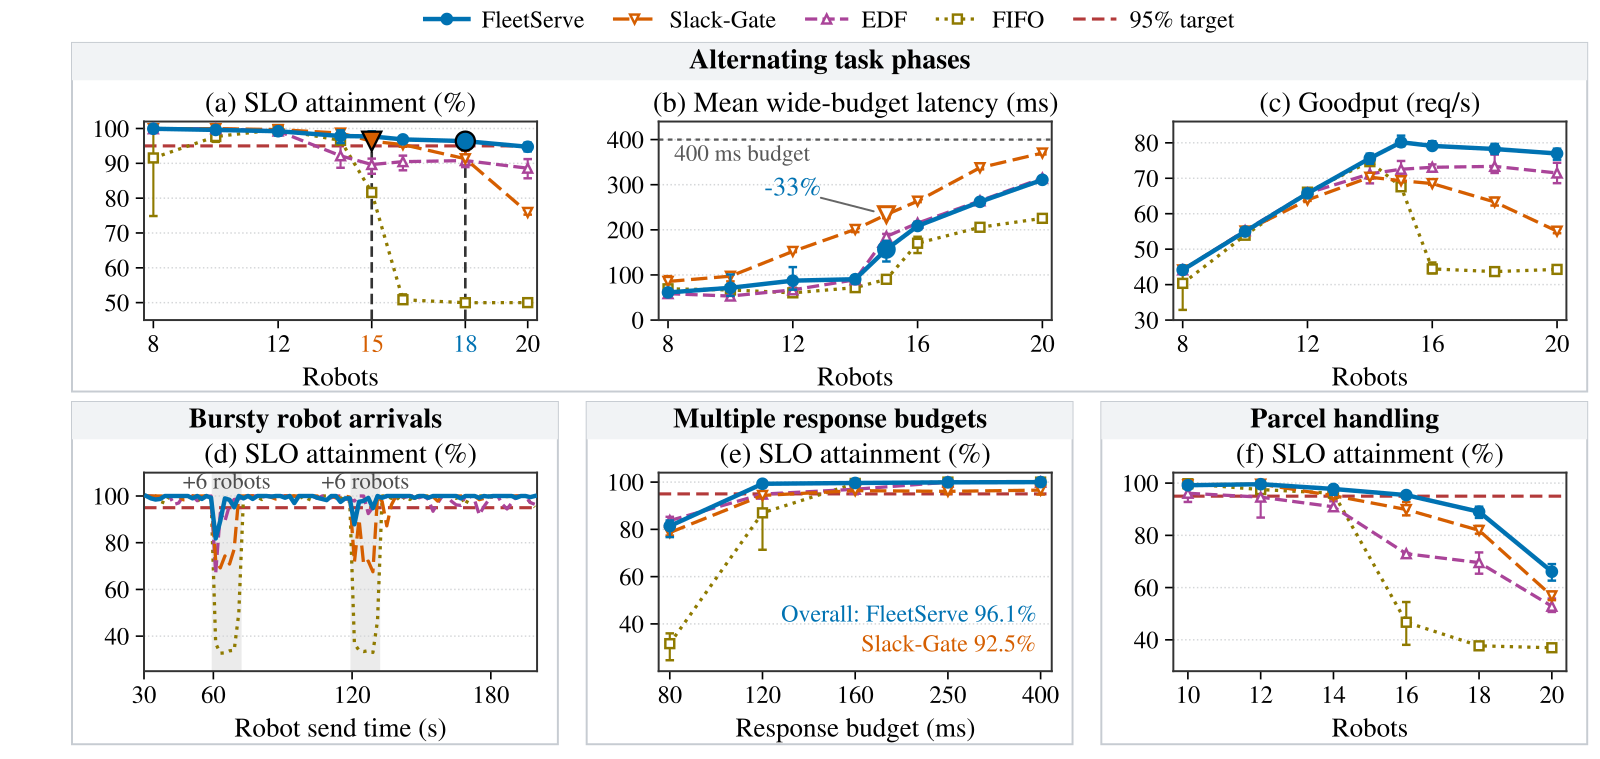 FleetServe Slack-Gate EDF FIFO 95% target
Alternating task phases
(a) SLO attainment (%)
100
90
80
70
60
50
8 12 15 18 20
Robots
(b) Mean wide-budget latency (ms)
400
300
200
100
0
400 ms budget
-33%
8 12 16 20
Robots
(c) Goodput (req/s)
80
70
60
50
40
30
8 12 16 20
Robots
Bursty robot arrivals
(d) SLO attainment (%)
+6 robots +6 robots
100
80
60
40
30 60 120 180
Robot send time (s)
Multiple response budgets
(e) SLO attainment (%)
100
80
60
40
Overall: FleetServe 96.1%
Slack-Gate 92.5%
80 120 160 250 400
Response budget (ms)
Parcel handling
(f) SLO attainment (%)
100
80
60
40
10 12 14 16 18 20
Robots